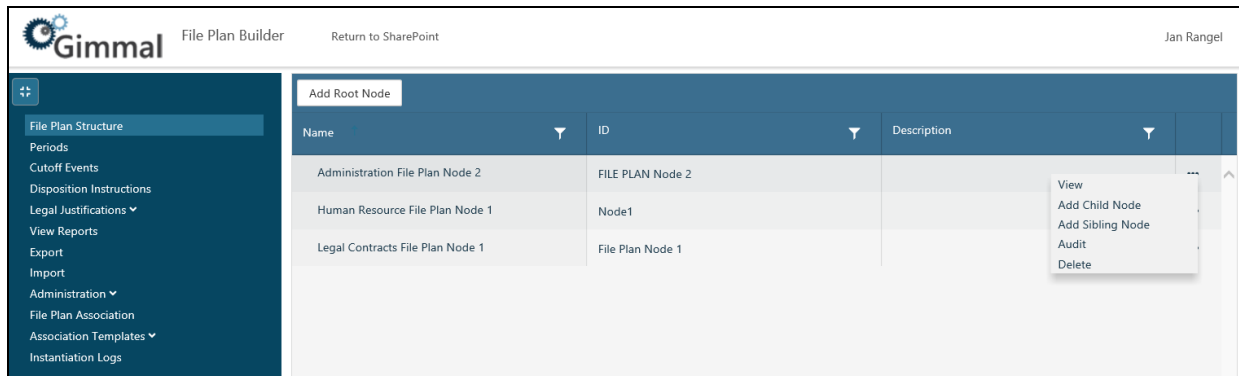 Gimmal File Plan Builder Return to SharePoint Jan Rangel
Add Root Node
File Plan Structure
Periods
Cutoff Events
Disposition Instructions
Legal Justifications
View Reports
Export
Import
Administration
File Plan Association
Association Templates
Instantiation Logs
Name ID Description
Administration File Plan Node 2 FILE PLAN Node 2
Human Resource File Plan Node 1 Node1
Legal Contracts File Plan Node 1 File Plan Node 1
View
Add Child Node
Add Sibling Node
Audit
Delete